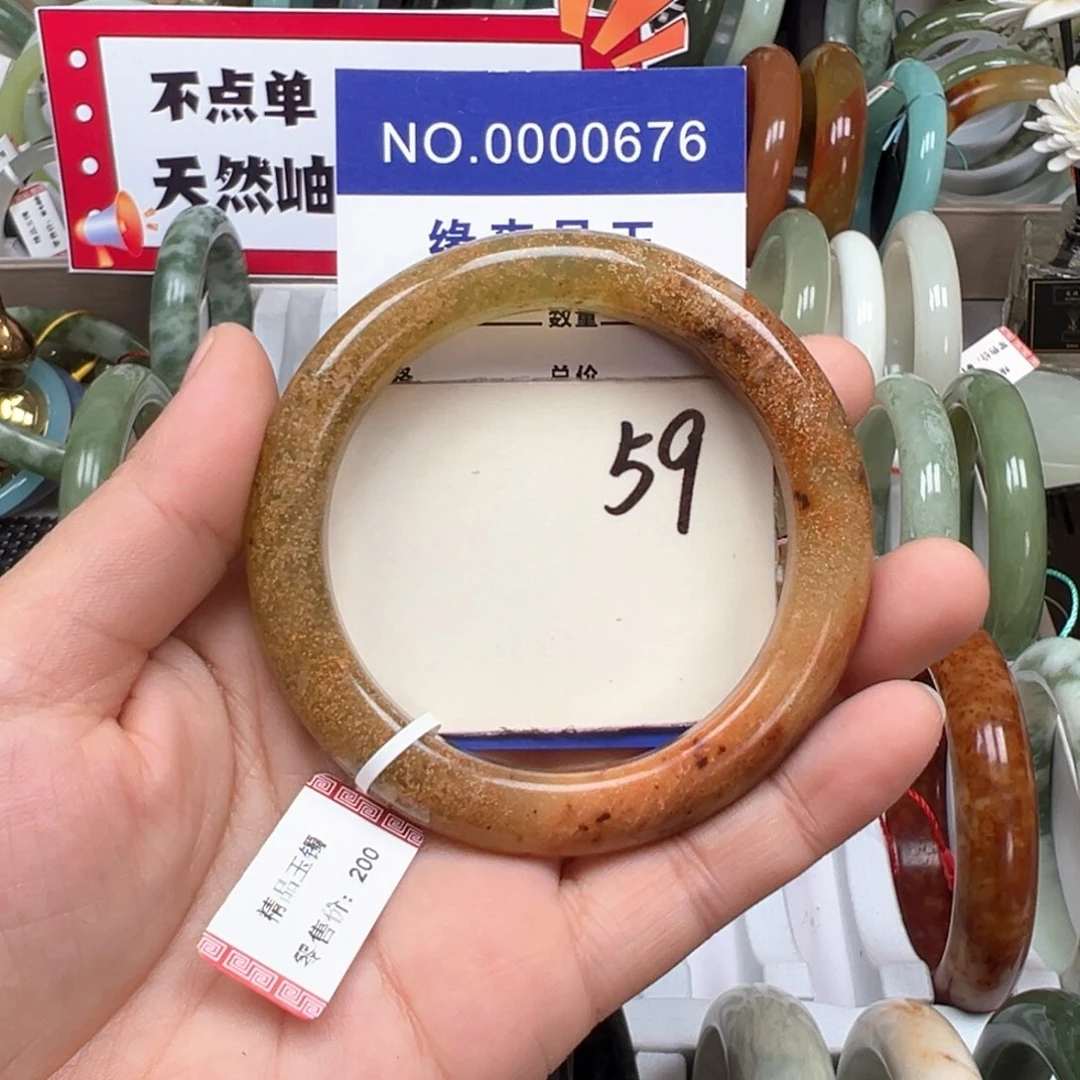 不点单
天然岫
NO.0000676
数量
总价
59
精品玉镯
零售价: 200